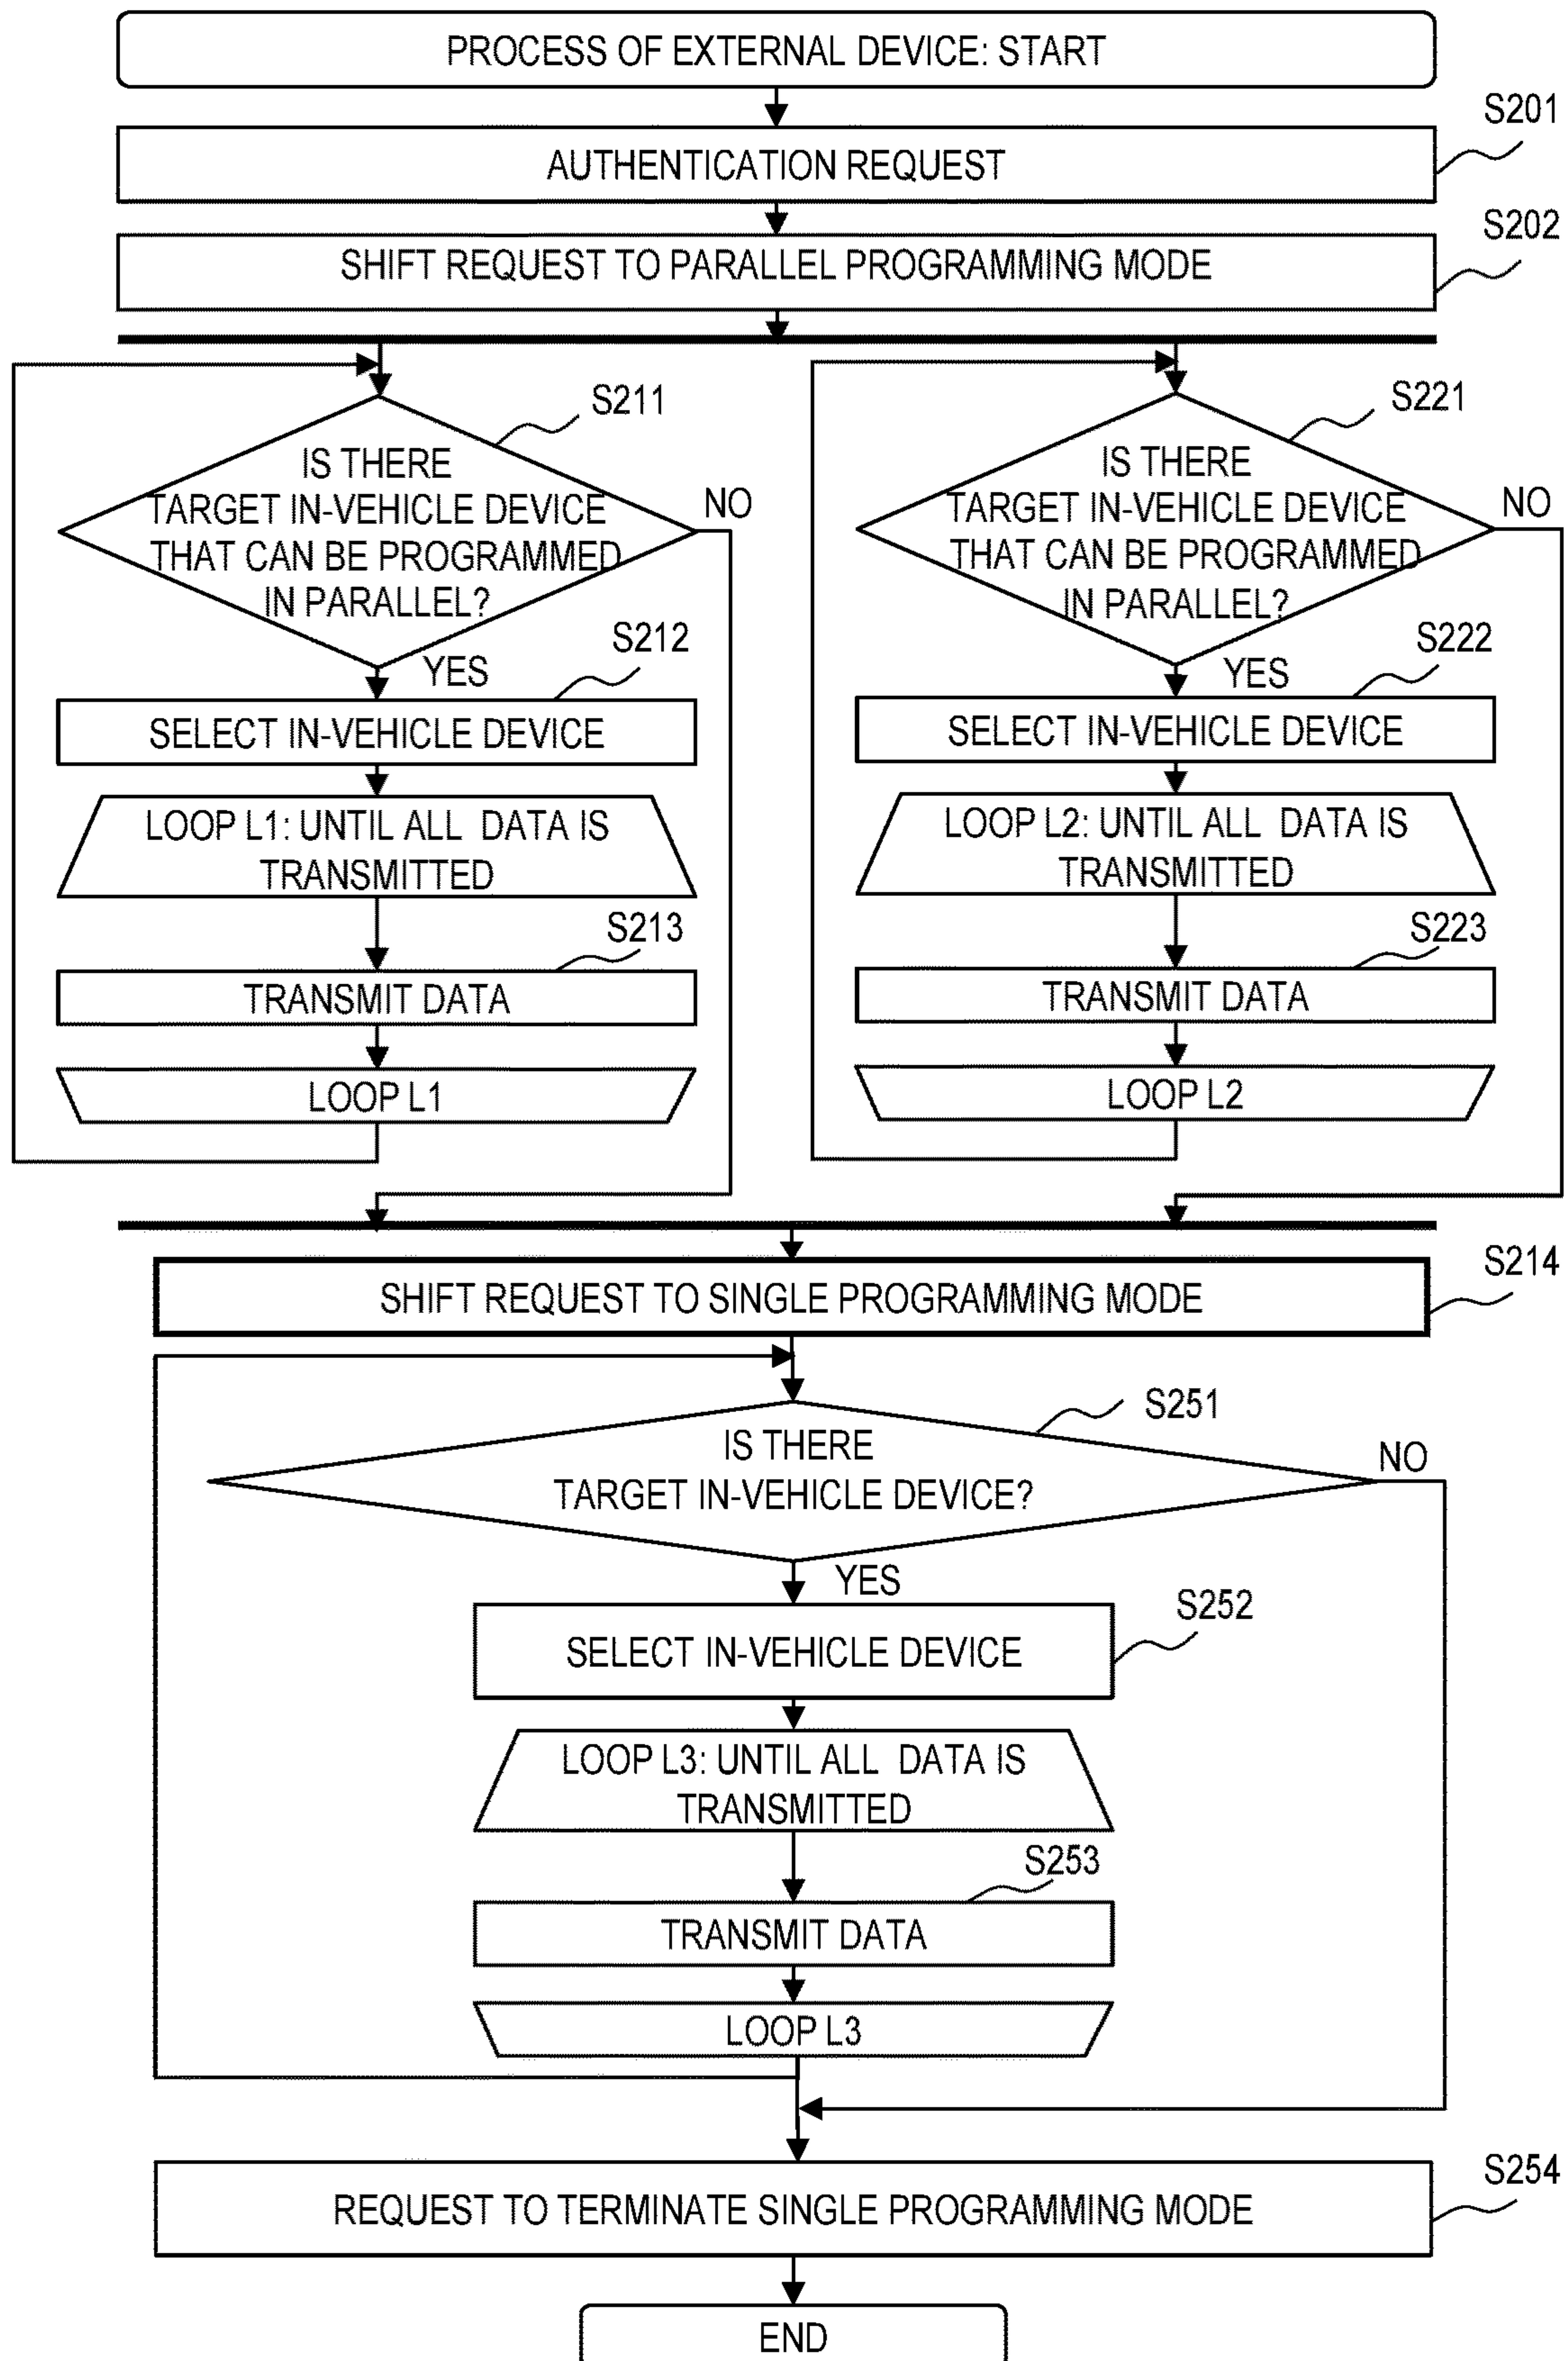 PROCESS OF EXTERNAL DEVICE: START
S201
AUTHENTICATION REQUEST
S202
SHIFT REQUEST TO PARALLEL PROGRAMMING MODE
S211
IS THERE
TARGET IN-VEHICLE DEVICE
THAT CAN BE PROGRAMMED
IN PARALLEL?
NO
YES
S212
SELECT IN-VEHICLE DEVICE
LOOP L1: UNTIL ALL DATA IS
TRANSMITTED
S213
TRANSMIT DATA
LOOP L1
S221
IS THERE
TARGET IN-VEHICLE DEVICE
THAT CAN BE PROGRAMMED
IN PARALLEL?
NO
YES
S222
SELECT IN-VEHICLE DEVICE
LOOP L2: UNTIL ALL DATA IS
TRANSMITTED
S223
TRANSMIT DATA
LOOP L2
S214
SHIFT REQUEST TO SINGLE PROGRAMMING MODE
S251
IS THERE
TARGET IN-VEHICLE DEVICE?
NO
YES
S252
SELECT IN-VEHICLE DEVICE
LOOP L3: UNTIL ALL DATA IS
TRANSMITTED
S253
TRANSMIT DATA
LOOP L3
S254
REQUEST TO TERMINATE SINGLE PROGRAMMING MODE
END